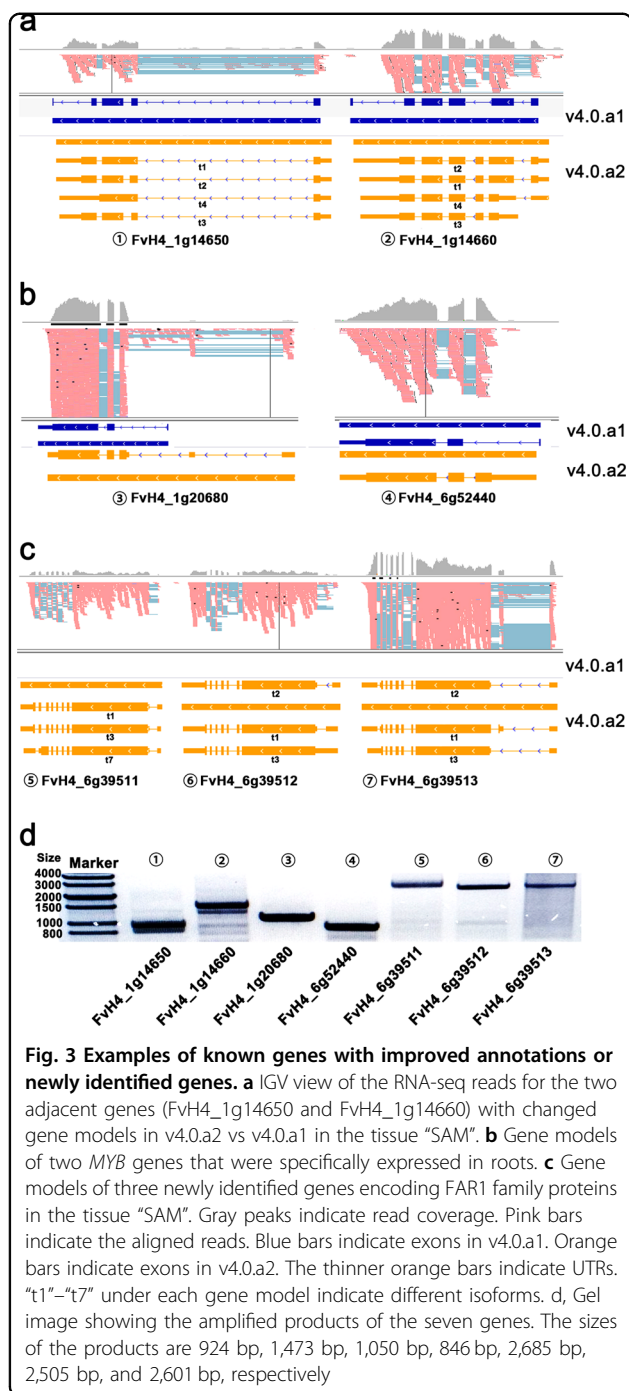 a
v4.0.a1
t1
t2
t4
t3
t2
t1
t4
t3
v4.0.a2
① FvH4_1g14650
② FvH4_1g14660
b
v4.0.a1
v4.0.a2
③ FvH4_1g20680
④ FvH4_6g52440
c
v4.0.a1
t1
t3
t7
t2
t1
t3
t2
t1
t3
v4.0.a2
⑤ FvH4_6g39511
⑥ FvH4_6g39512
⑦ FvH4_6g39513
d
Size
Marker
① ② ③ ④ ⑤ ⑥ ⑦
4000
3000
2000
1500
1000
800
FvH4_1g14650
FvH4_1g14660
FvH4_1g20680
FvH4_6g52440
FvH4_6g39511
FvH4_6g39512
FvH4_6g39513
Fig. 3 Examples of known genes with improved annotations or
newly identified genes. a IGV view of the RNA-seq reads for the two
adjacent genes (FvH4_1g14650 and FvH4_1g14660) with changed
gene models in v4.0.a2 vs v4.0.a1 in the tissue “SAM”. b Gene models
of two MYB genes that were specifically expressed in roots. c Gene
models of three newly identified genes encoding FAR1 family proteins
in the tissue “SAM”. Gray peaks indicate read coverage. Pink bars
indicate the aligned reads. Blue bars indicate exons in v4.0.a1. Orange
bars indicate exons in v4.0.a2. The thinner orange bars indicate UTRs.
“t1”–“t7” under each gene model indicate different isoforms. d, Gel
image showing the amplified products of the seven genes. The sizes
of the products are 924 bp, 1,473 bp, 1,050 bp, 846 bp, 2,685 bp,
2,505 bp, and 2,601 bp, respectively